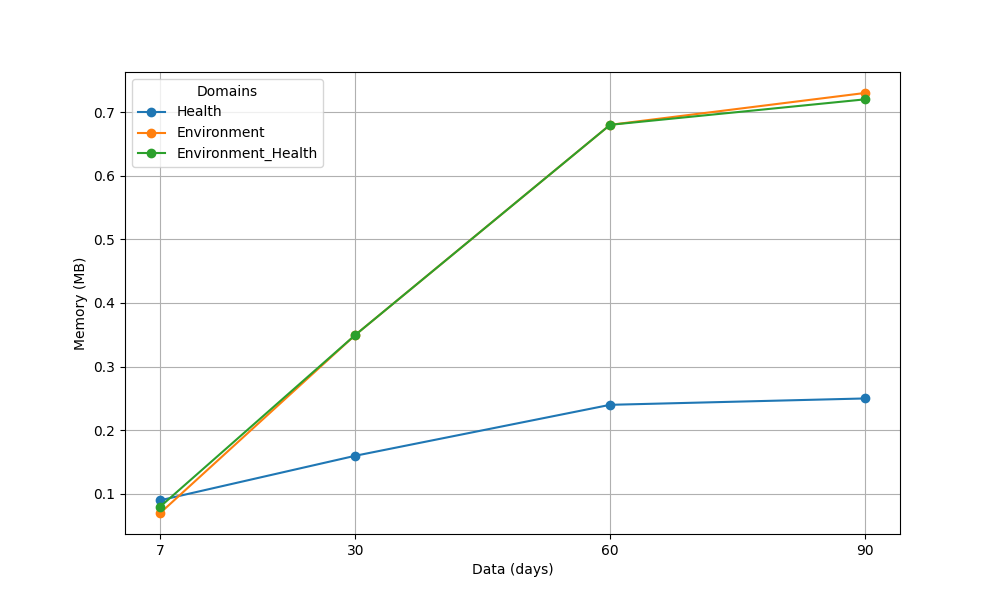 Domains
Health
Environment
Environment_Health
0.7
0.6
0.5
0.4
0.3
0.2
0.1
Memory (MB)
7 30 60 90
Data (days)